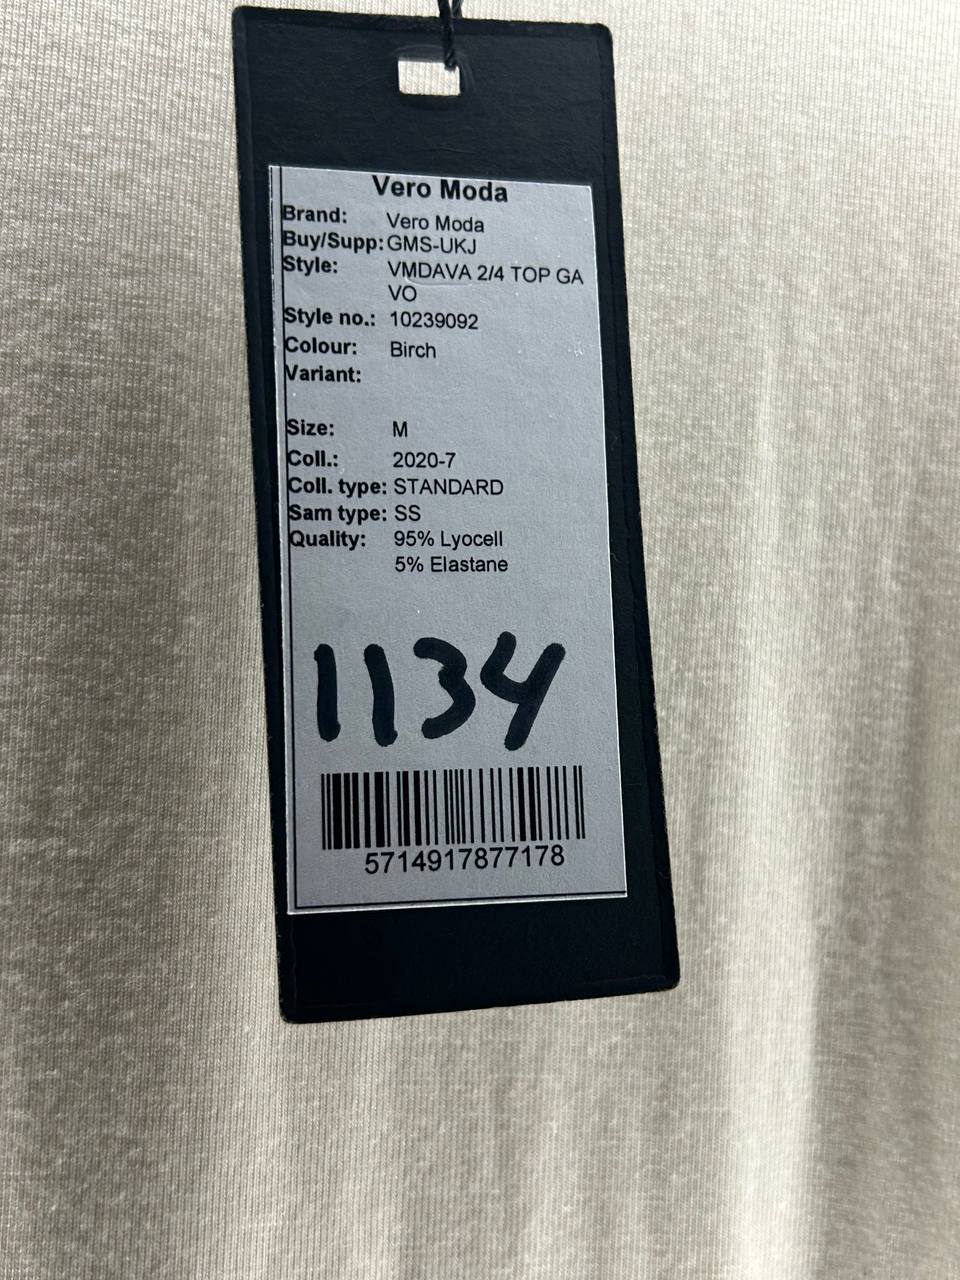 Vero Moda
Brand: Vero Moda
Buy/Supp: GMS-UKJ
Style: VMDAVA 2/4 TOP GA
VO
Style no.: 10239092
Colour: Birch
Variant:
Size: M
Coll.: 2020-7
Coll. type: STANDARD
Sam type: SS
Quality: 95% Lyocell
5% Elastane
1134
5714917877178